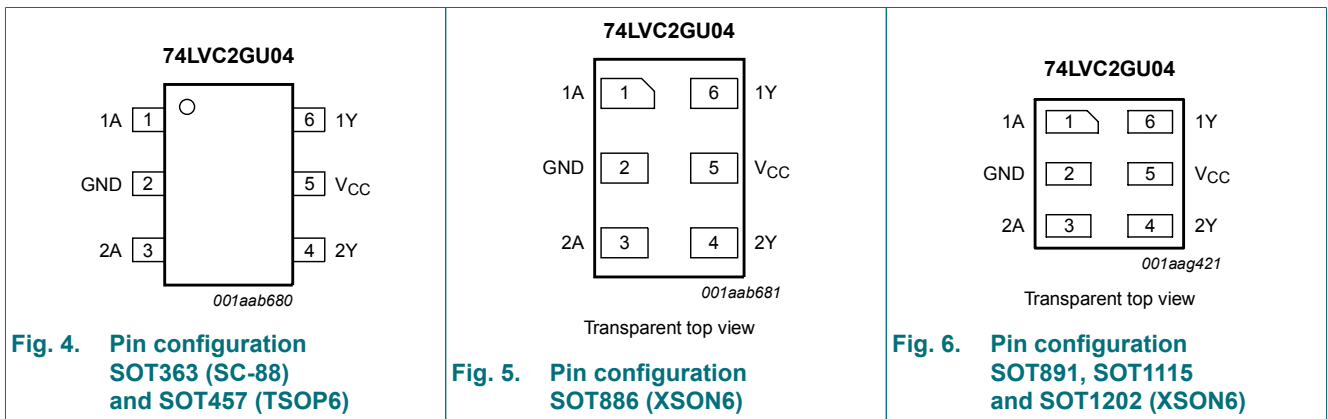 74LVC2GU04
1A 1 6 1Y
GND 2 5 VCC
2A 3 4 2Y
001aab680
Fig. 4. Pin configuration
SOT363 (SC-88)
and SOT457 (TSOP6)
74LVC2GU04
1A 1 6 1Y
GND 2 5 VCC
2A 3 4 2Y
001aab681
Transparent top view
Fig. 5. Pin configuration
SOT886 (XSON6)
74LVC2GU04
1A 1 6 1Y
GND 2 5 VCC
2A 3 4 2Y
001aag421
Transparent top view
Fig. 6. Pin configuration
SOT891, SOT1115
and SOT1202 (XSON6)